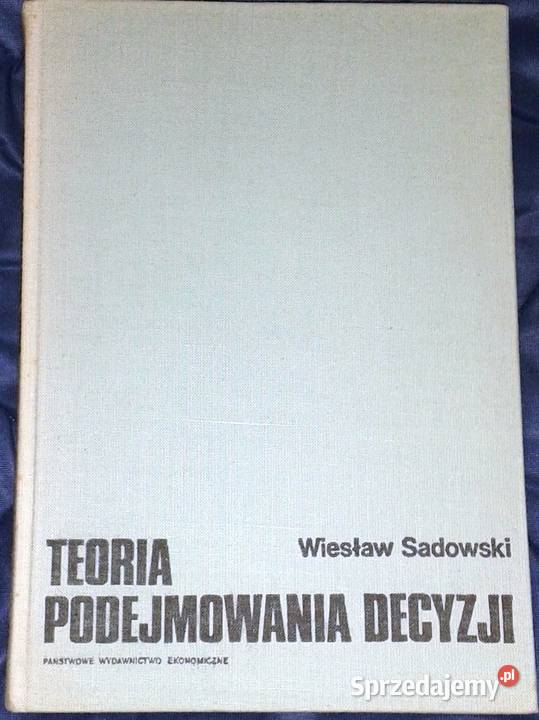 Wiesław Sadowski
TEORIA
PODEJMOWANIA DECYZJI
PAŃSTWOWE WYDAWNICTWO EKONOMICZNE
Sprzedajemy.pl